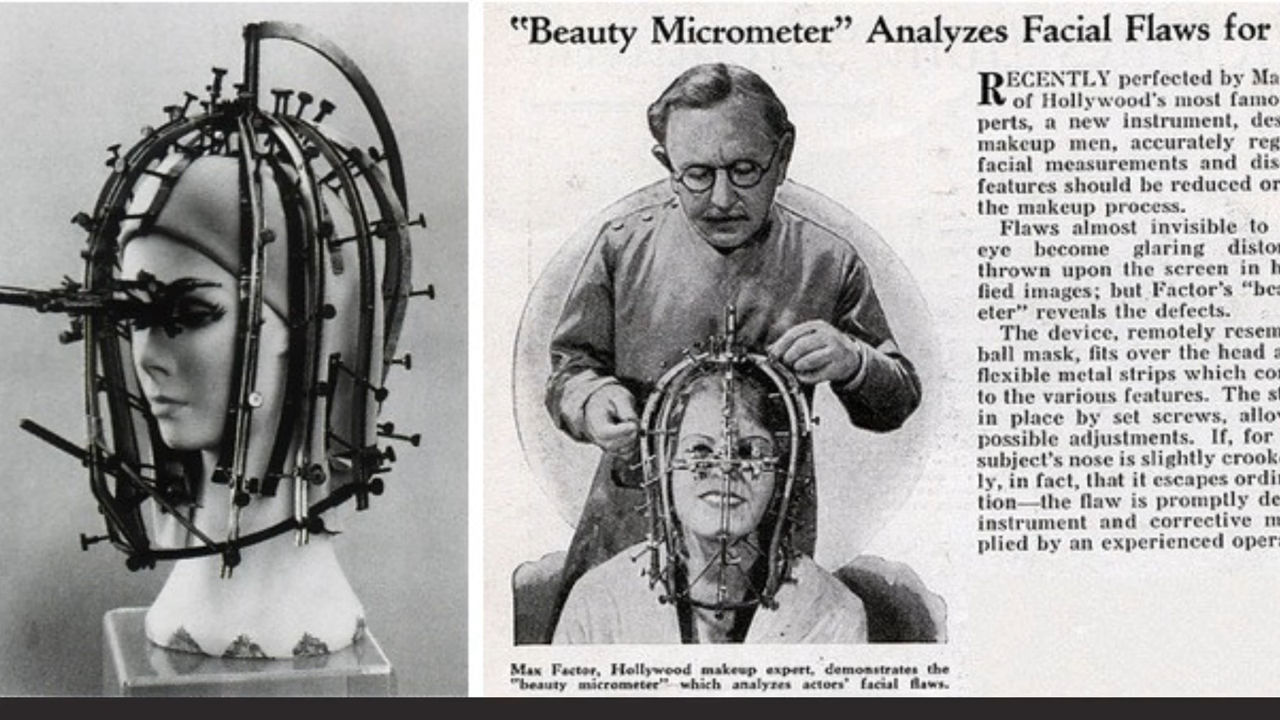 "Beauty Micrometer" Analyzes Facial Flaws for
RECENTLY perfected by Ma
of Hollywood's most famo
perts, a new instrument, des
makeup men, accurately reg
facial measurements and dis
features should be reduced or
the makeup process.
Flaws almost invisible to
eye become glaring distor
thrown upon the screen in h
fied images; but Factor's "bea
eter" reveals the defects.
The device, remotely resem
ball mask, fits over the head a
flexible metal strips which con
to the various features. The s
in place by set screws, allo
possible adjustments. If, for
subject's nose is slightly crook
ly, in fact, that it escapes ordi
tion—the flaw is promptly de
instrument and corrective m
plied by an experienced opera
Max Factor, Hollywood makeup expert, demonstrates the
"beauty micrometer" which analyzes actors' facial flaws.